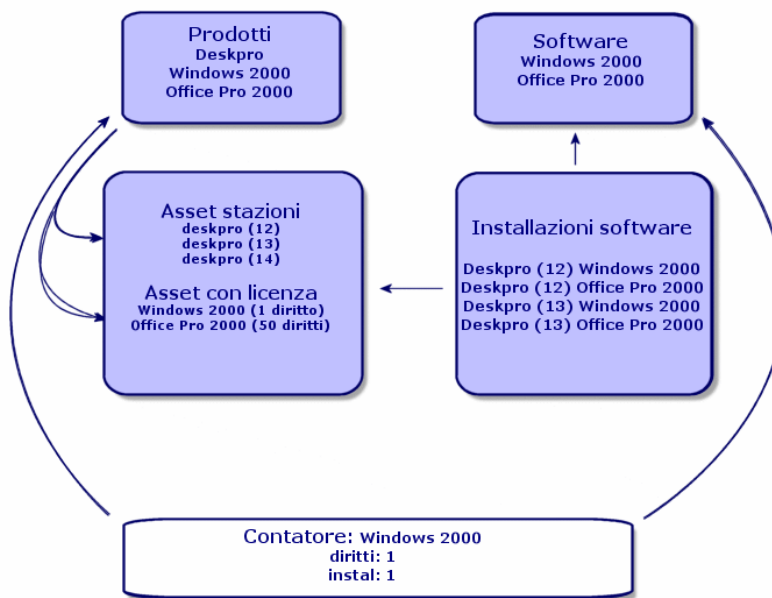 Prodotti
Deskpro
Windows 2000
Office Pro 2000
Software
Windows 2000
Office Pro 2000
Asset stazioni
deskpro (12)
deskpro (13)
deskpro (14)
Asset con licenza
Windows 2000 (1 diritto)
Office Pro 2000 (50 diritti)
Installazioni software
Deskpro (12) Windows 2000
Deskpro (12) Office Pro 2000
Deskpro (13) Windows 2000
Deskpro (13) Office Pro 2000
Contatore: Windows 2000
diritti: 1
instal: 1